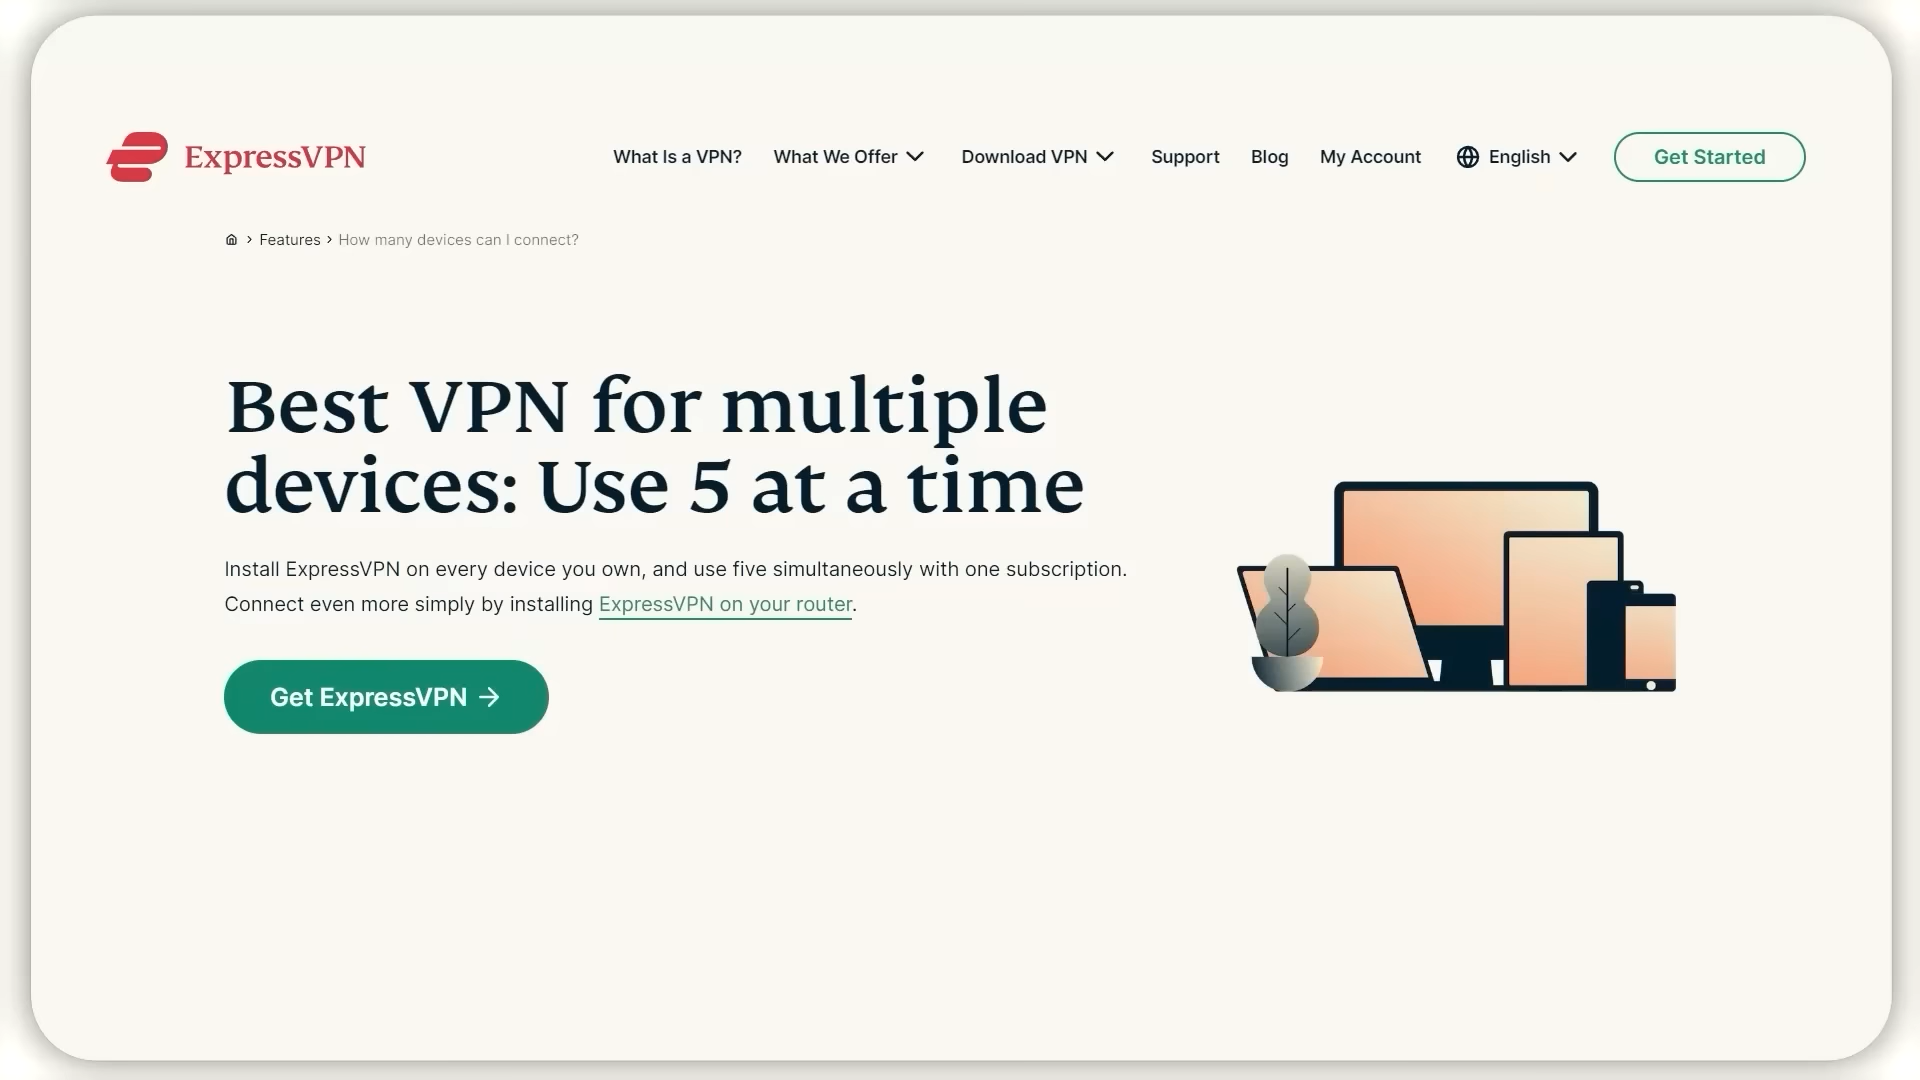 ExpressVPN
What Is a VPN? What We Offer Download VPN Support Blog My Account English Get Started
Features › How many devices can I connect?
Best VPN for multiple
devices: Use 5 at a time
Install ExpressVPN on every device you own, and use five simultaneously with one subscription.
Connect even more simply by installing ExpressVPN on your router.
Get ExpressVPN →